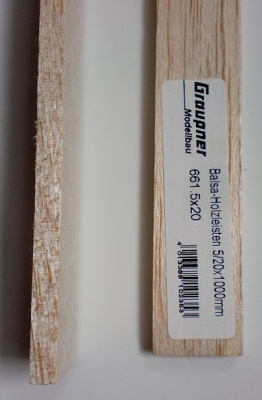 Graupner
Modellbau
Balsa-Holzleisten 5/20x1000mm
661.5x20